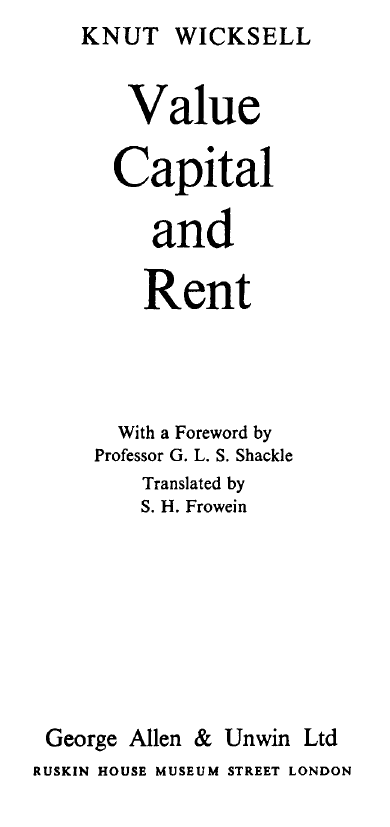 KNUT WICKSELL
Value
Capital
and
Rent
With a Foreword by
Professor G. L. S. Shackle
Translated by
S. H. Frowein
George Allen & Unwin Ltd
RUSKIN HOUSE MUSEUM STREET LONDON